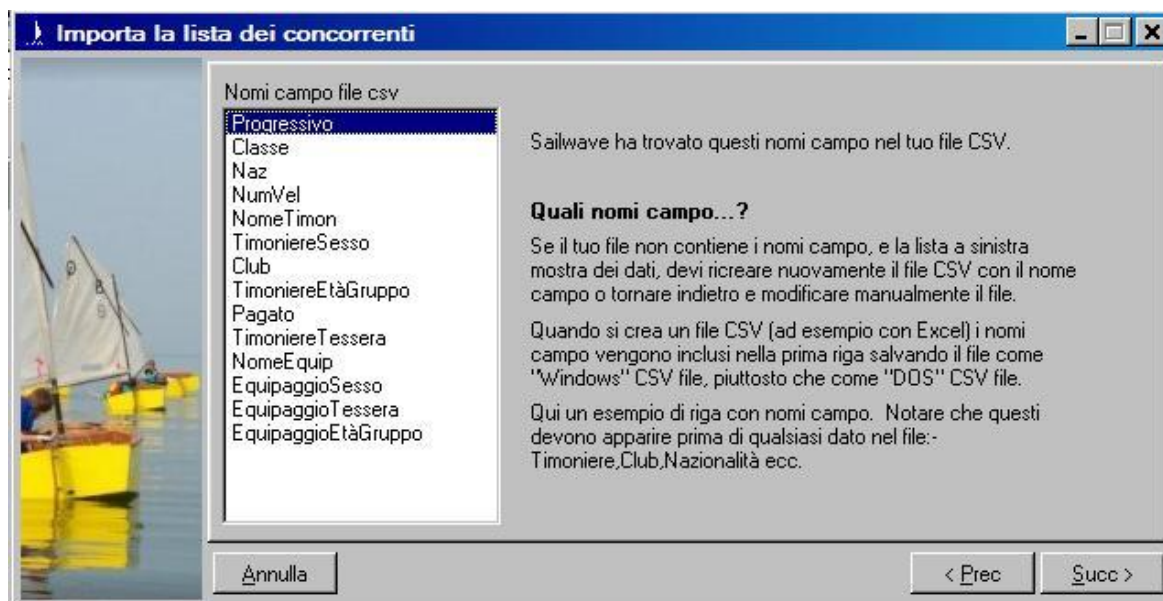 Importa la lista dei concorrenti
Nomi campo file csv
Progressivo
Classe
Naz
NumVel
NomeTimon
TimoniereSesso
Club
TimoniereEtàGruppo
Pagato
TimoniereTessera
NomeEquip
EquipaggioSesso
EquipaggioTessera
EquipaggioEtàGruppo
Sailwave ha trovato questi nomi campo nel tuo file CSV.
Quali nomi campo...?
Se il tuo file non contiene i nomi campo, e la lista a sinistra
mostra dei dati, devi ricreare nuovamente il file CSV con il nome
campo o tornare indietro e modificare manualmente il file.
Quando si crea un file CSV (ad esempio con Excel) i nomi
campo vengono inclusi nella prima riga salvando il file come
"Windows" CSV file, piuttosto che come "DOS" CSV file.
Qui un esempio di riga con nomi campo. Notare che questi
devono apparire prima di qualsiasi dato nel file:-
Timoniere,Club,Nazionalità ecc.
Annulla
< Prec
Succ >